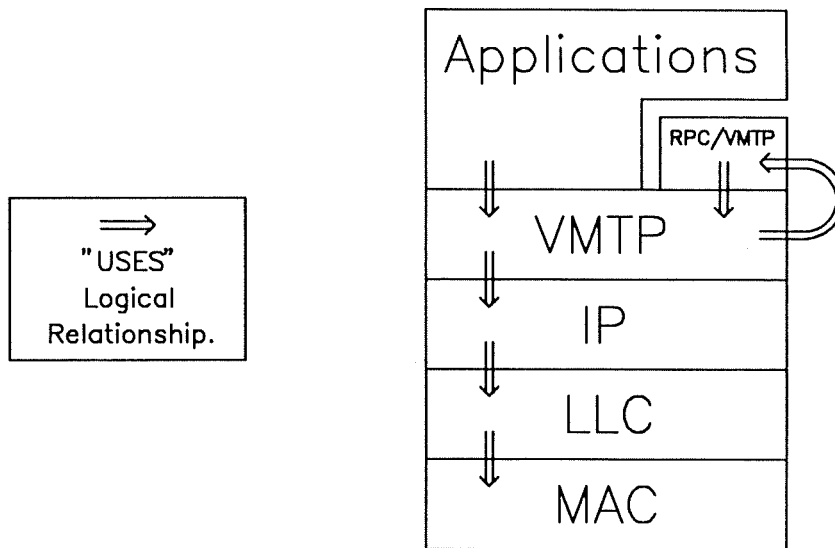 Applications
RPC/VMTP
"USES"
Logical
Relationship.
VMTP
IP
LLC
MAC